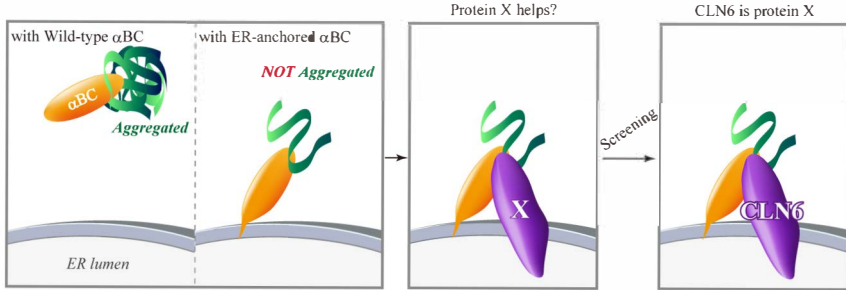 with Wild-type αBC
αBC
Aggregated
ER lumen
with ER-anchored αBC
NOT Aggregated
Protein X helps?
X
Screening
CLN6 is protein X
CLN6